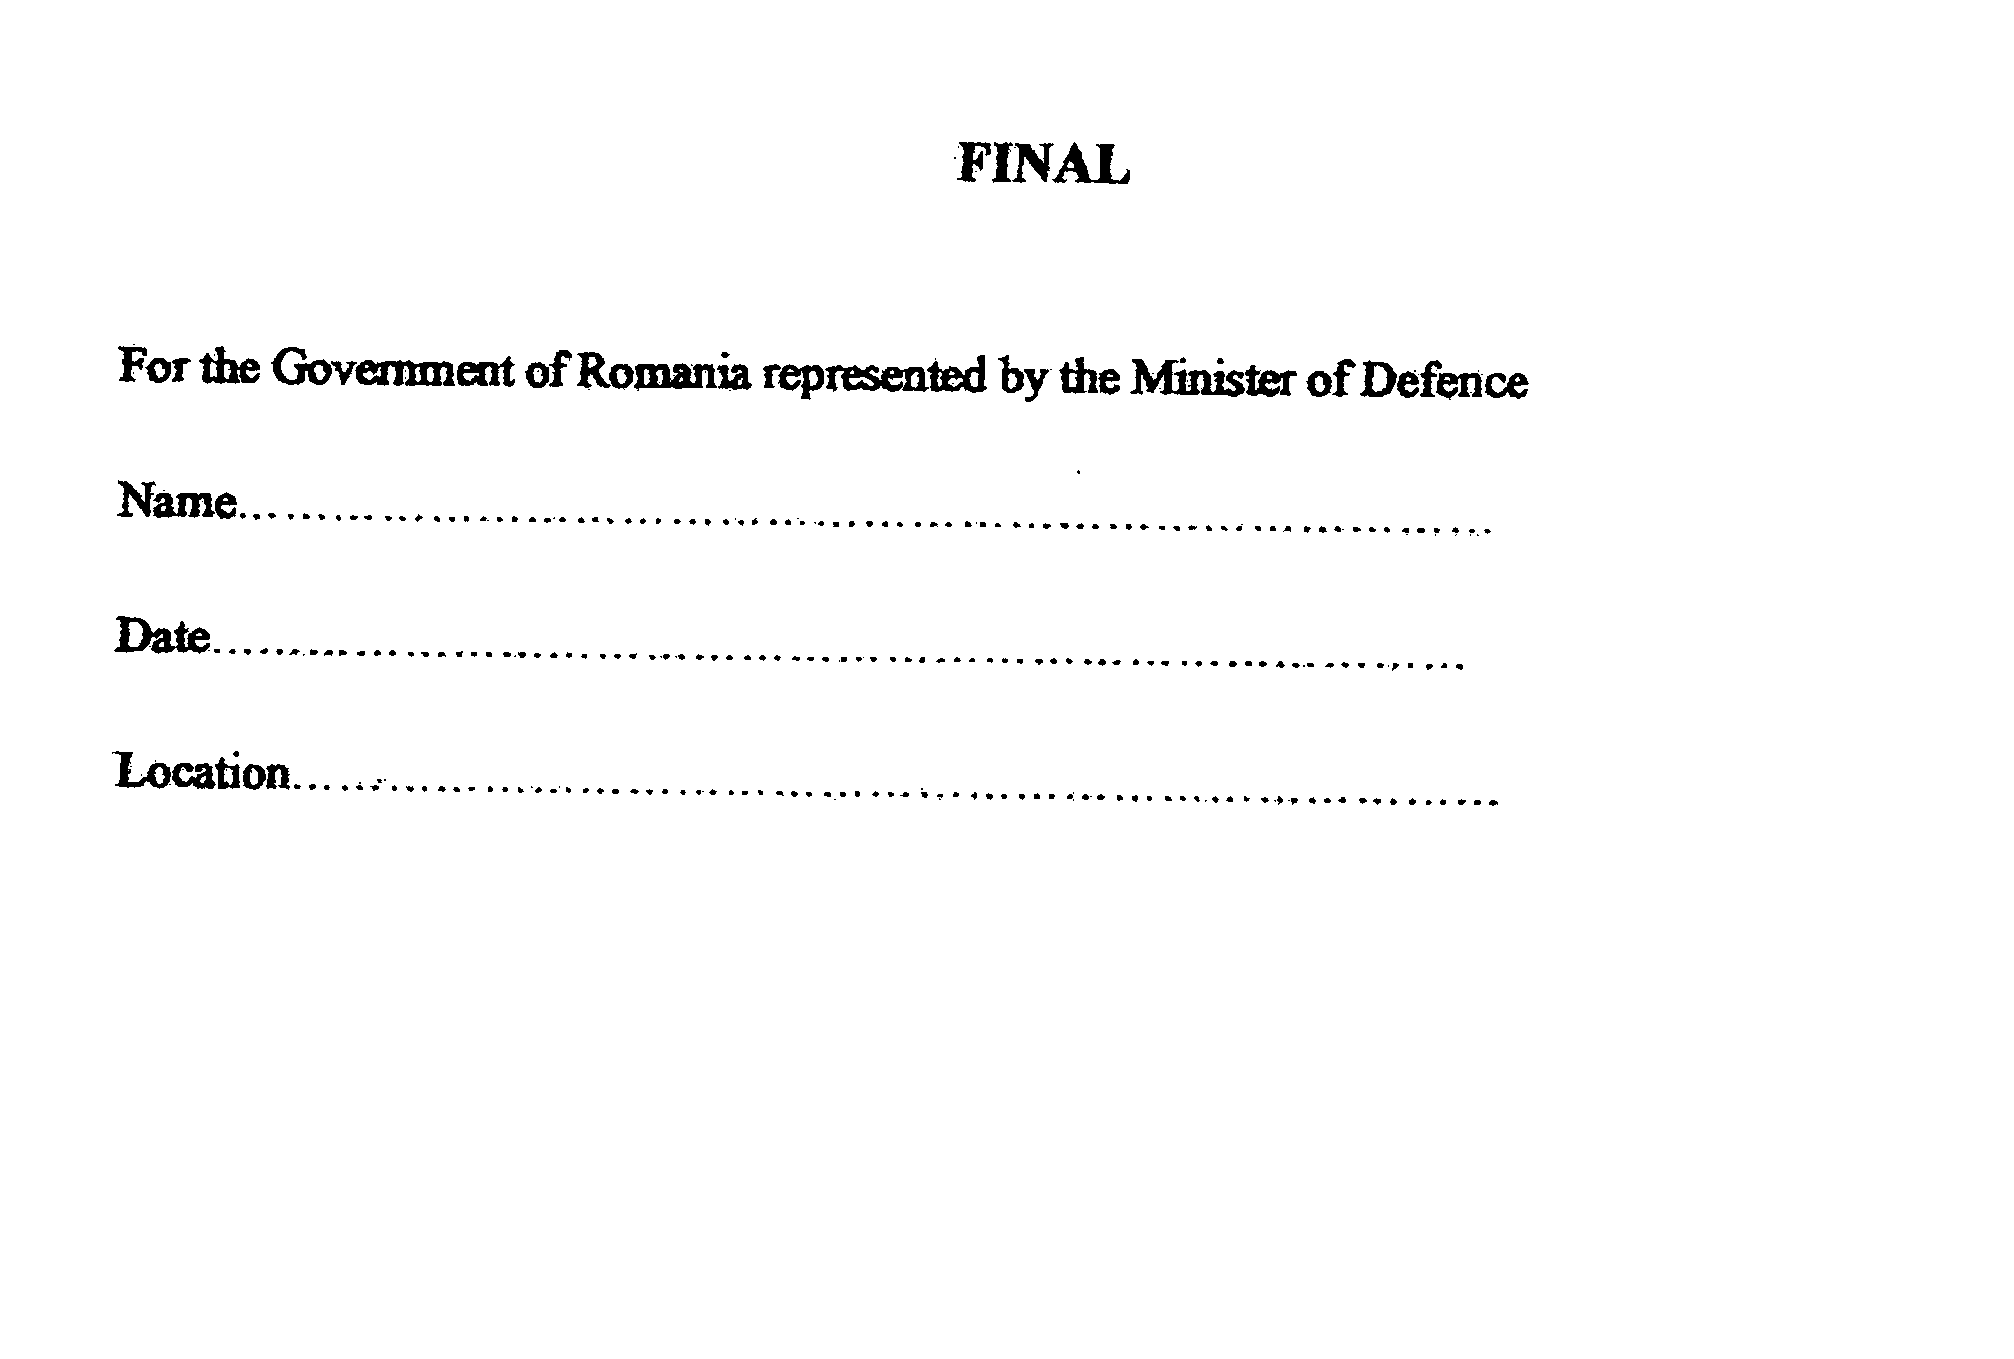 FINAL
For the Government of Romania represented by the Minister of Defence
Name..............................................................................
Date..............................................................................
Location...........................................................................